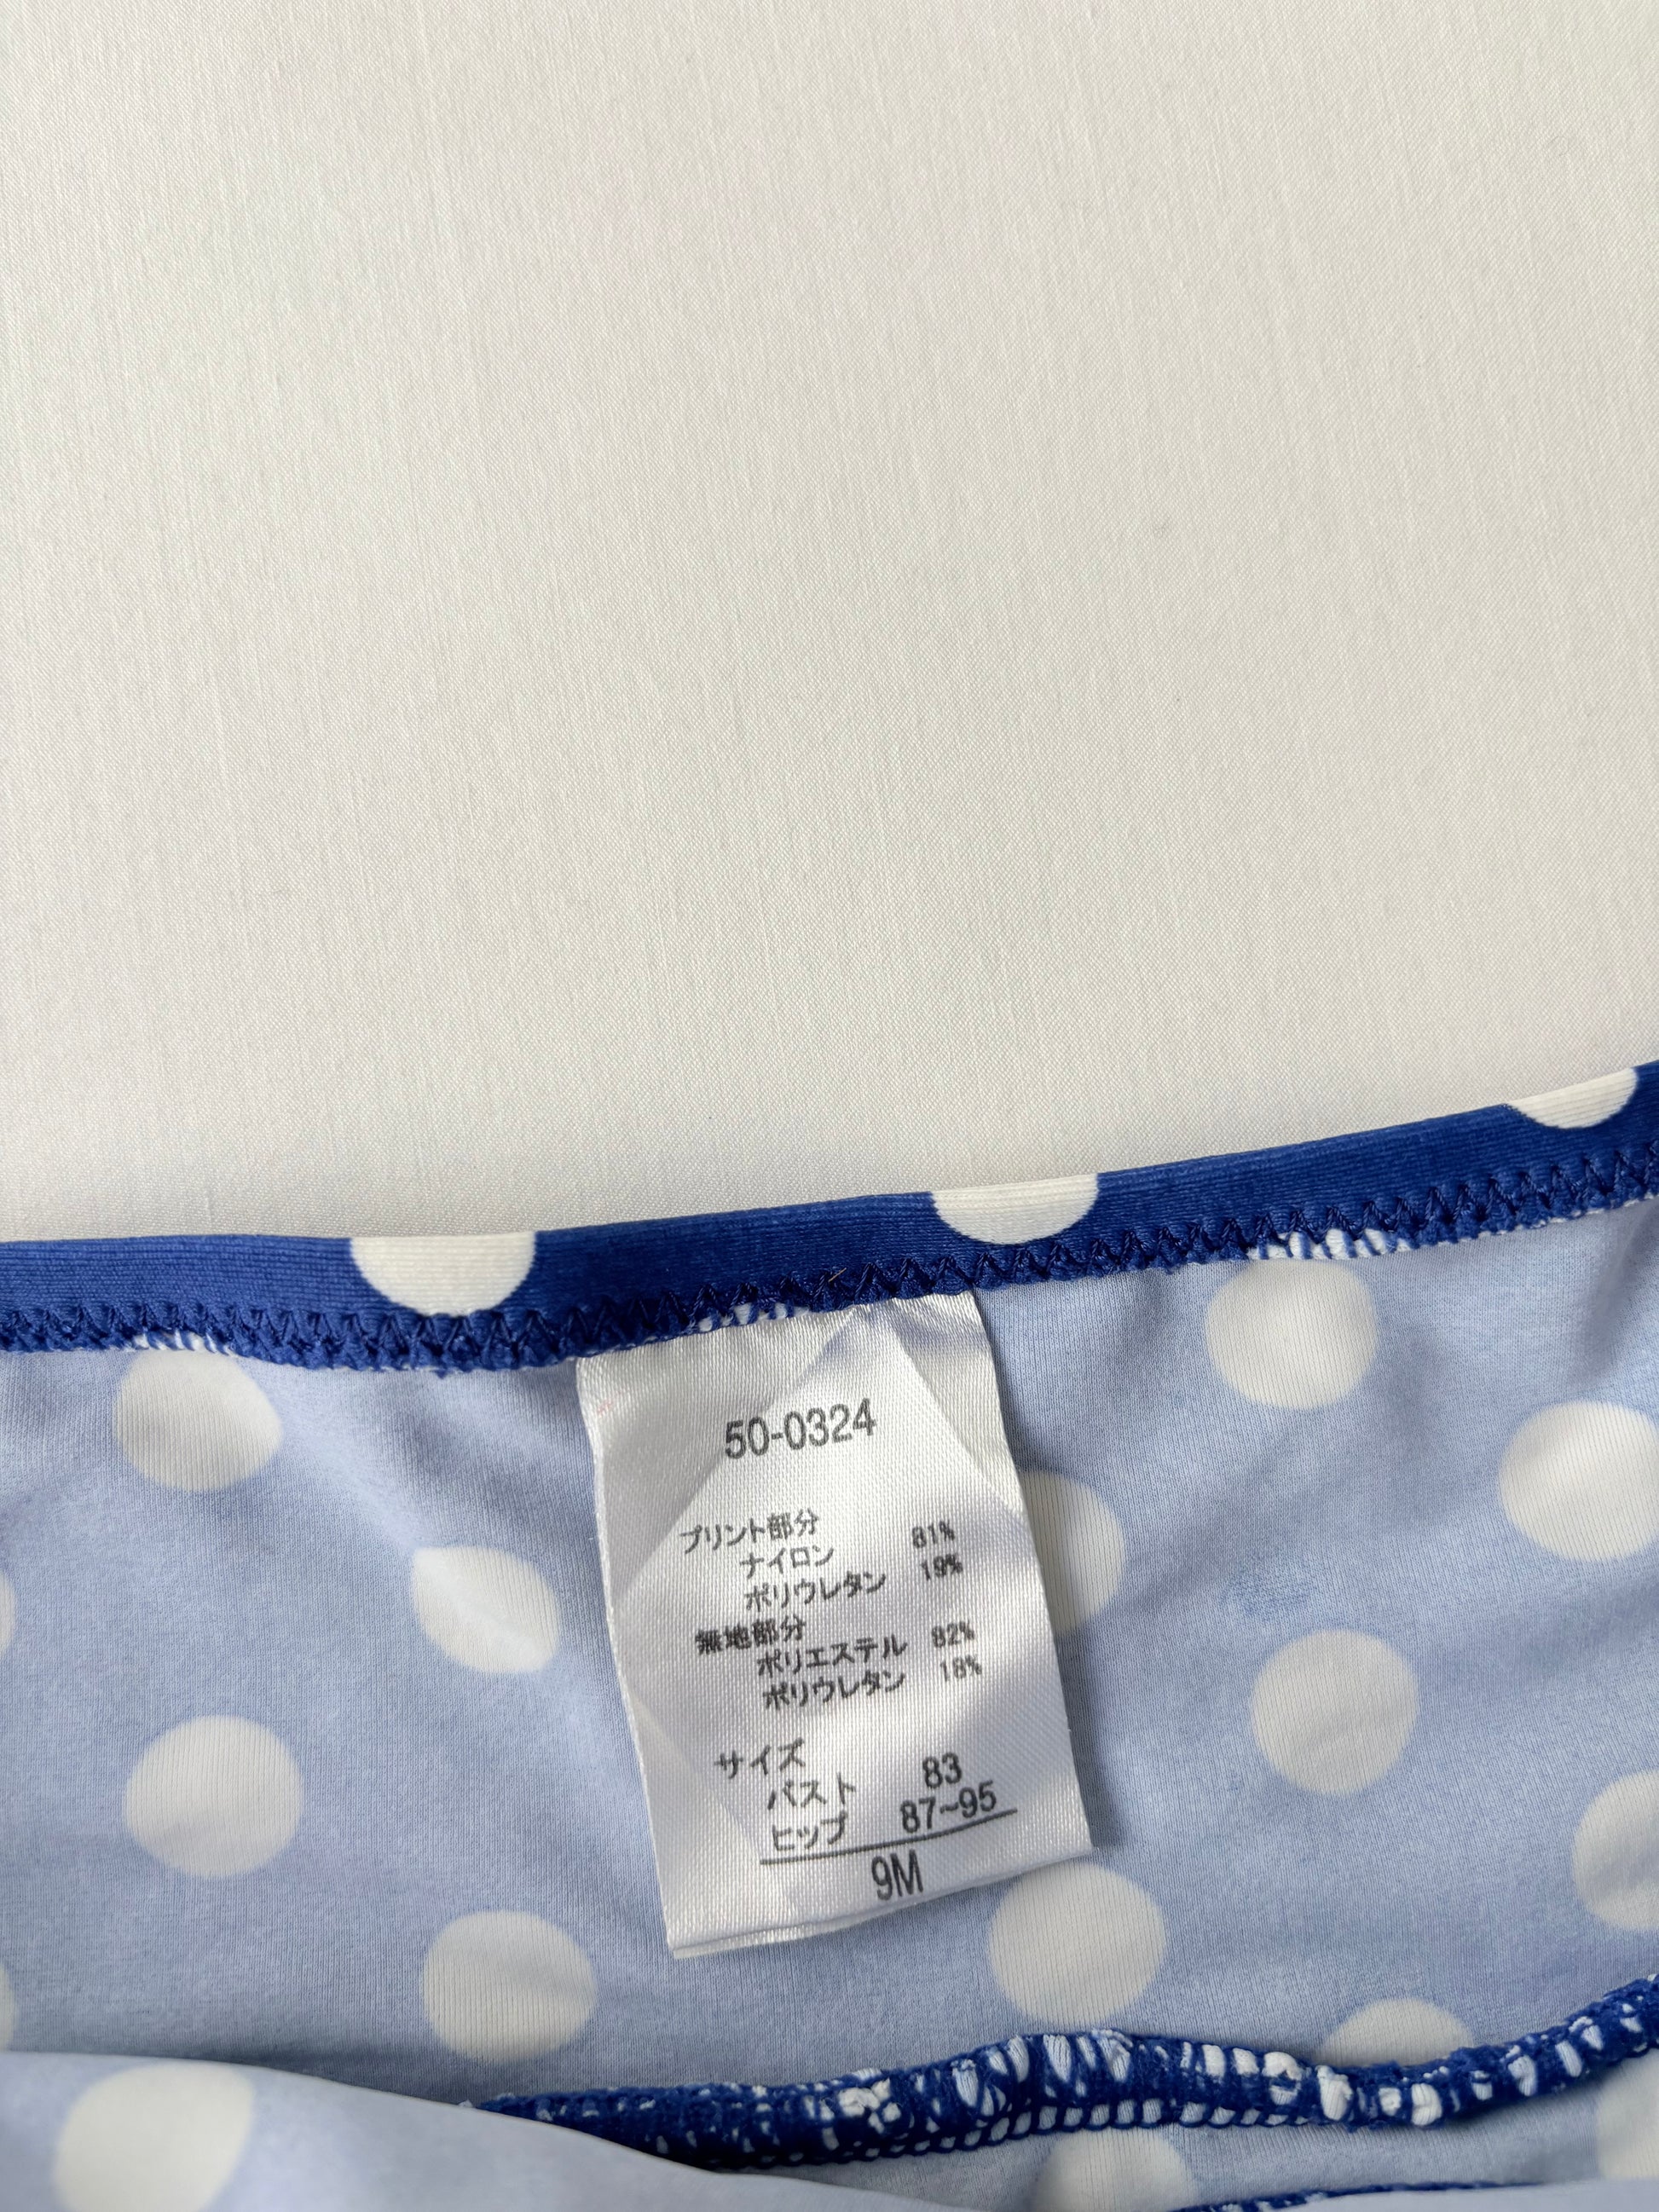 50-0324
プリント部分
ナイロン 81%
ポリウレタン 19%
無地部分
ポリエステル 82%
ポリウレタン 18%
サイズ
バスト 83
ヒップ 87~95
9M